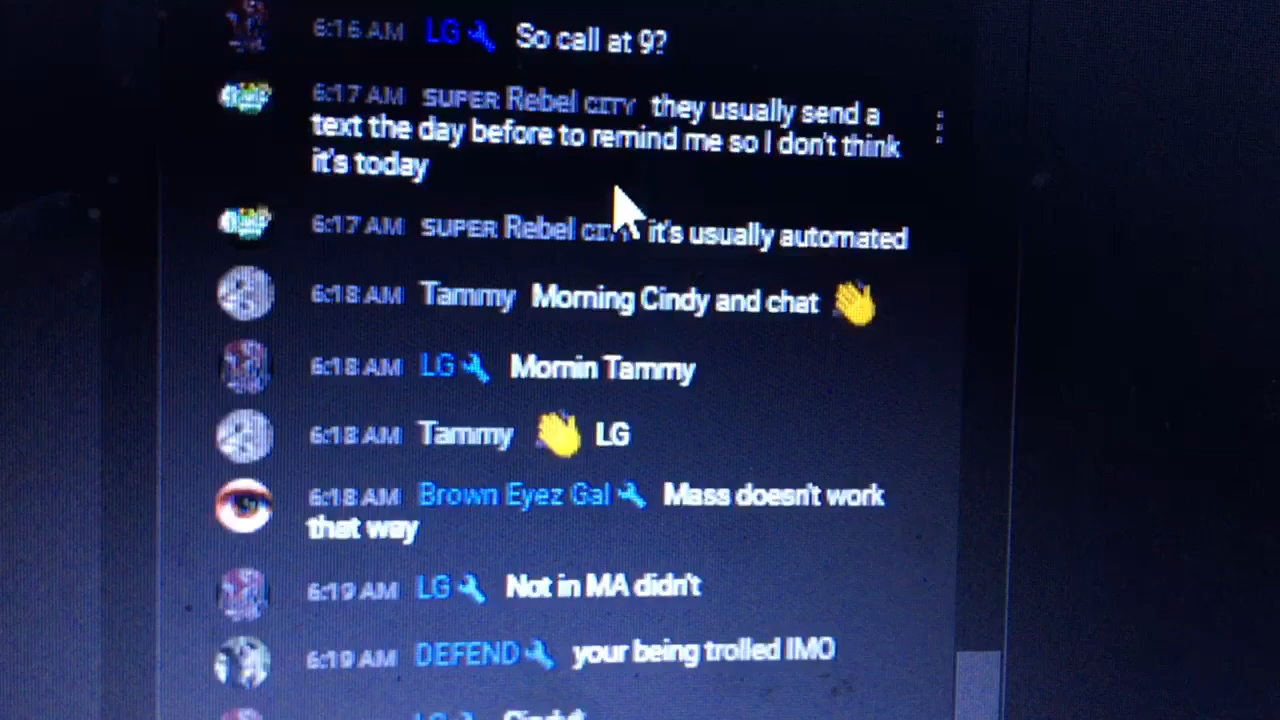 6:16 AM LG So call at 9?
6:17 AM SUPER Rebel CITY they usually send a
text the day before to remind me so I don't think
it's today
6:17 AM SUPER Rebel it's usually automated
6:18 AM Tammy Morning Cindy and chat 👋
6:18 AM LG Mornin Tammy
6:18 AM Tammy 👋 LG
6:18 AM Brown Eyez Gal Mass doesn't work
that way
6:19 AM LG Not in MA didn't
6:19 AM DEFEND your being trolled IMO